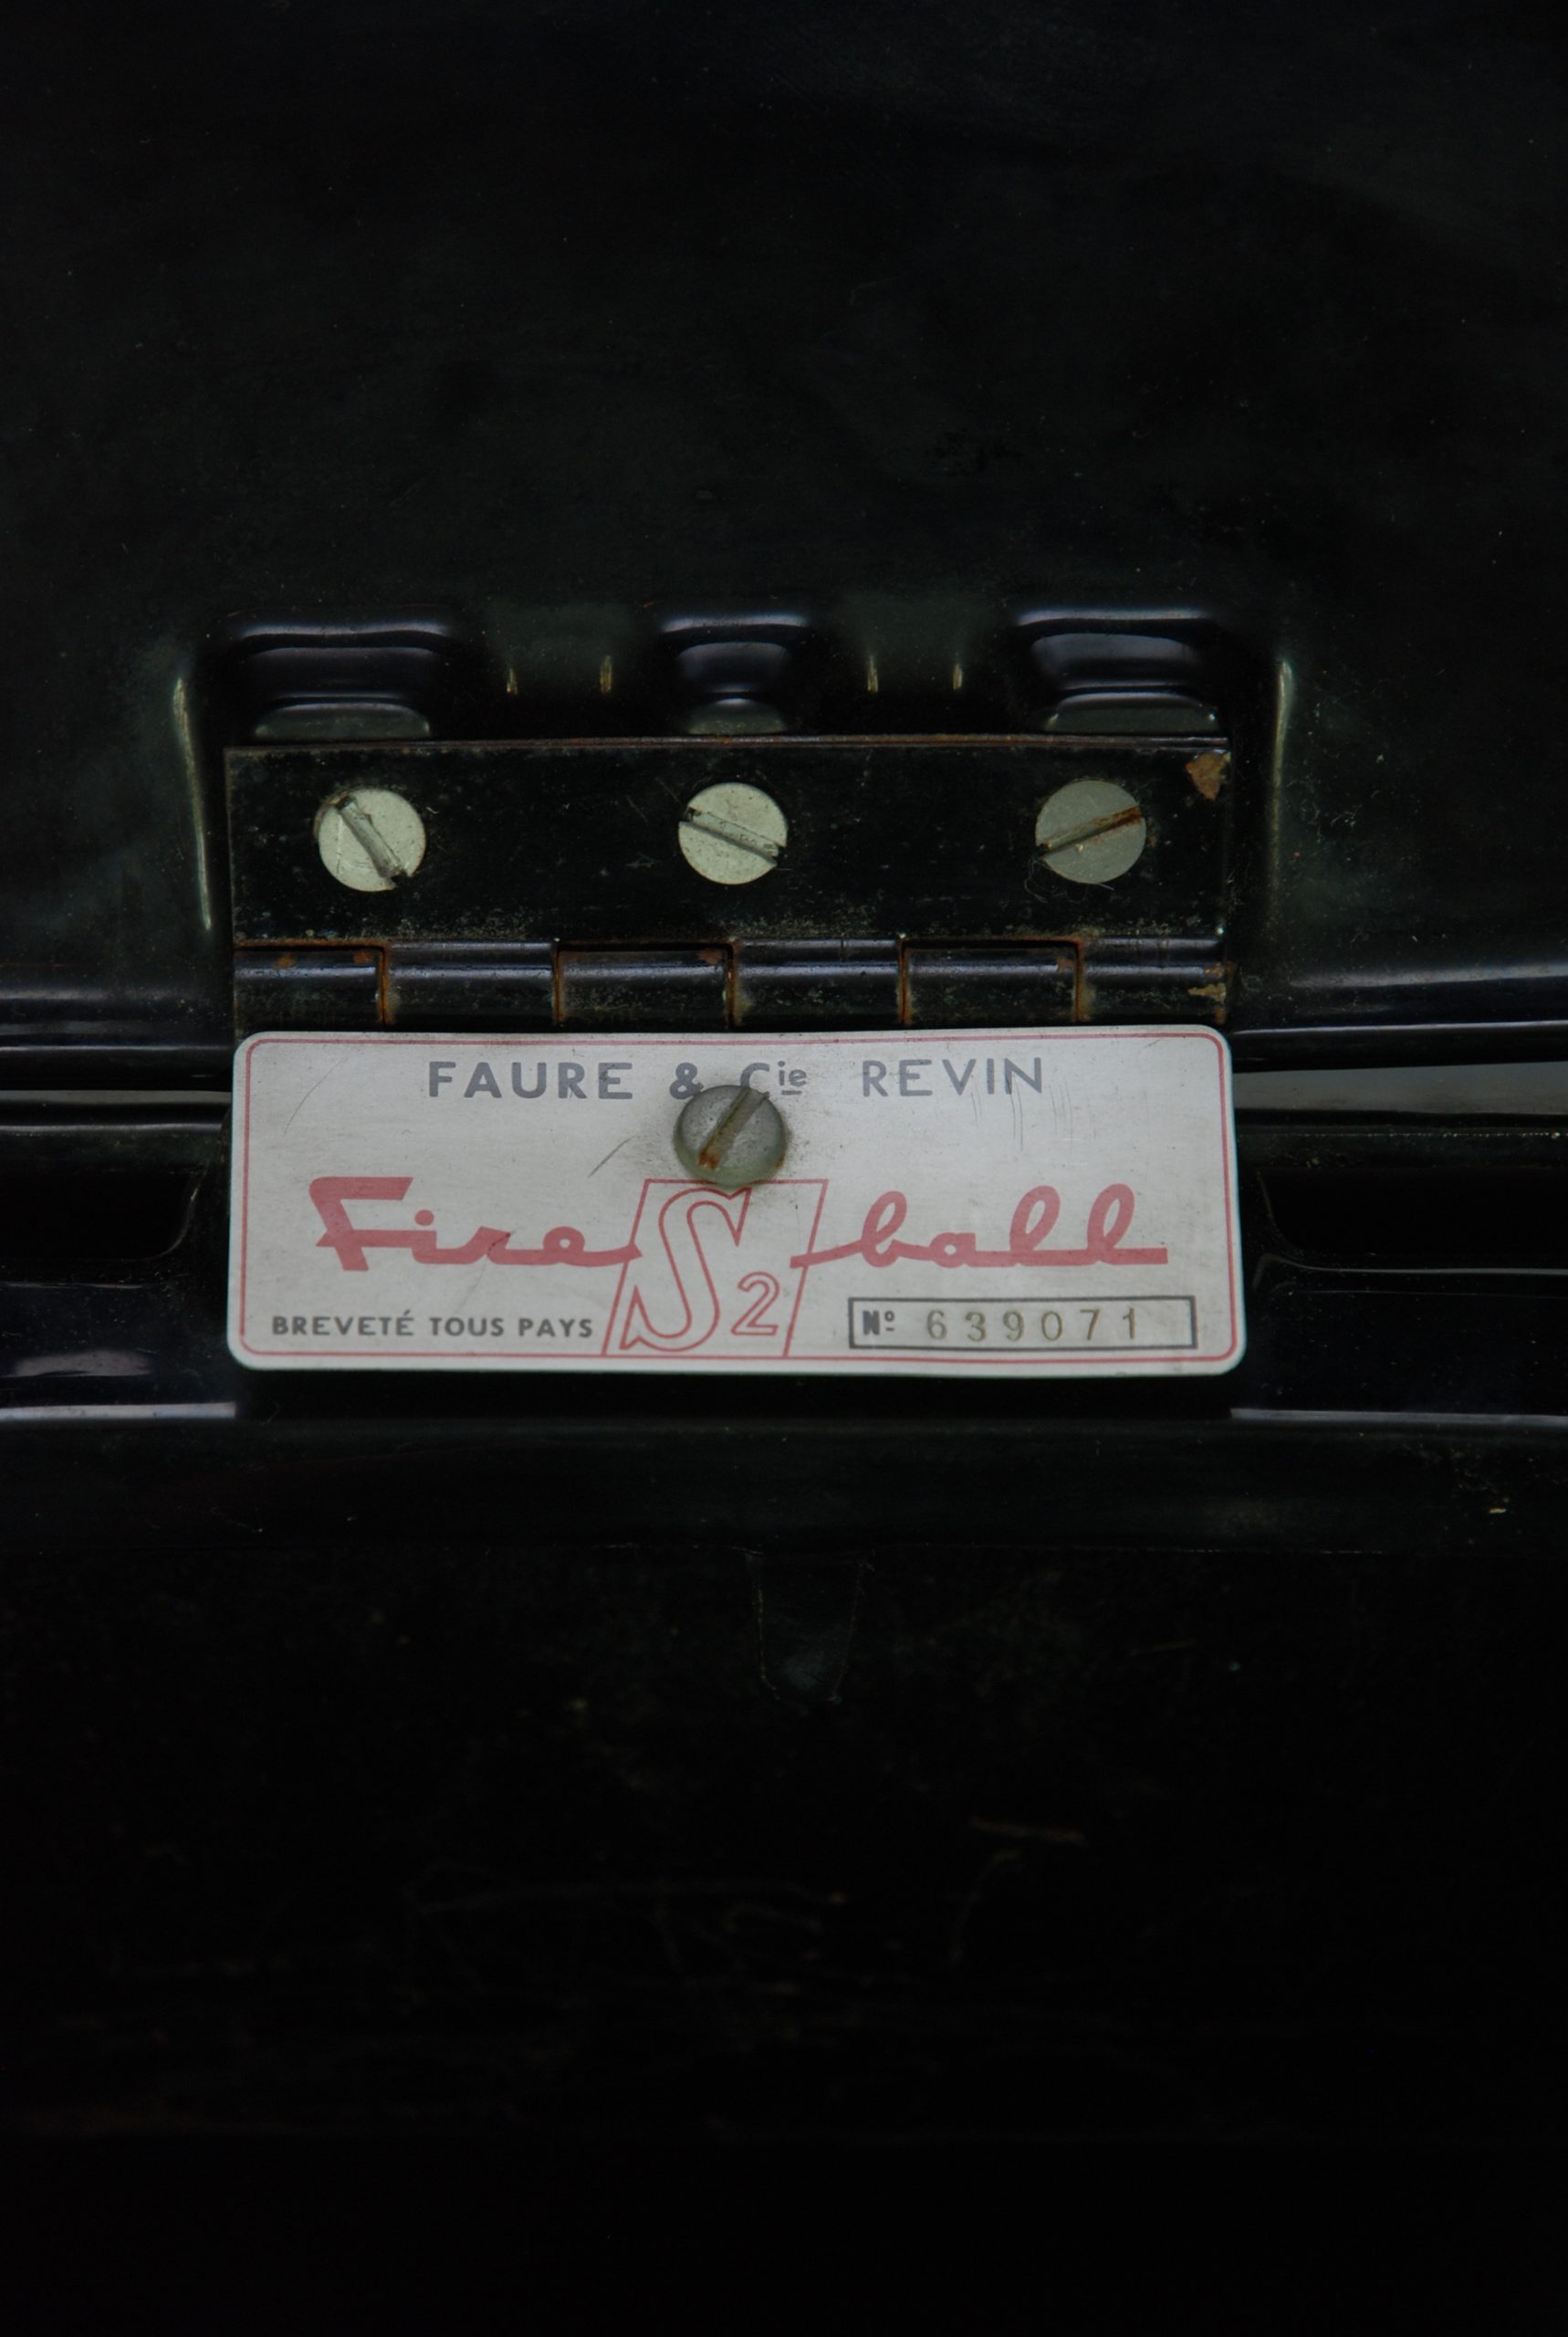 FAURE & Cie REVIN
Fire S2 ball
BREVETÉ TOUS PAYS Nº 639071